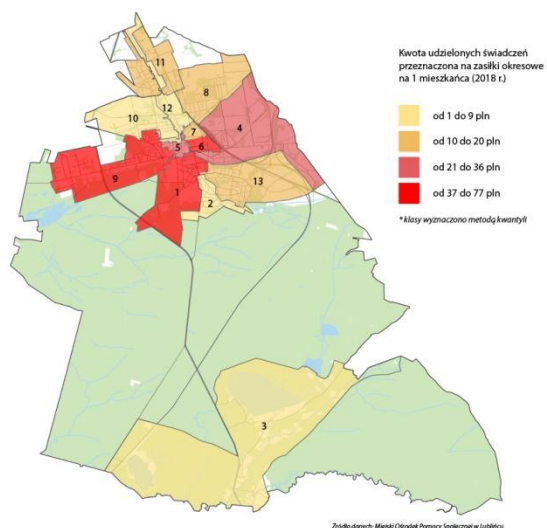 Kwota udzielonych świadczeń
przeznaczona na zasiłki okresowe
na 1 mieszkańca (2018 r.)
od 1 do 9 pln
od 10 do 20 pln
od 21 do 36 pln
od 37 do 77 pln
* klasy wyznaczono metodą kwantyli
11
8
12
10
7
4
5
6
9
1
13
2
3
Źródło danych: Miejski Ośrodek Pomocy Społecznej w Lublińcu